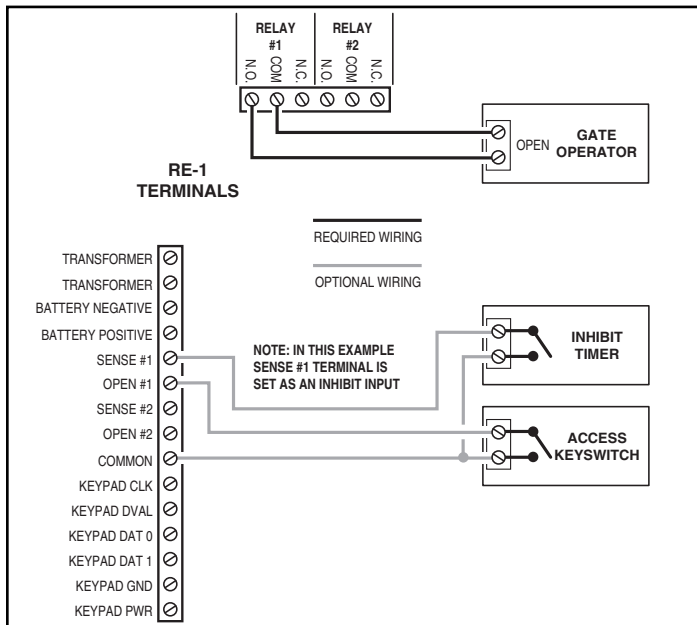 RELAY
#1
RELAY
#2
N.O.
COM
N.C.
N.O.
COM
N.C.
OPEN
GATE
OPERATOR
RE-1
TERMINALS
REQUIRED WIRING
OPTIONAL WIRING
TRANSFORMER
TRANSFORMER
BATTERY NEGATIVE
BATTERY POSITIVE
SENSE #1
OPEN #1
SENSE #2
OPEN #2
COMMON
KEYPAD CLK
KEYPAD DVAL
KEYPAD DAT 0
KEYPAD DAT 1
KEYPAD GND
KEYPAD PWR
NOTE: IN THIS EXAMPLE
SENSE #1 TERMINAL IS
SET AS AN INHIBIT INPUT
INHIBIT
TIMER
ACCESS
KEYSWITCH